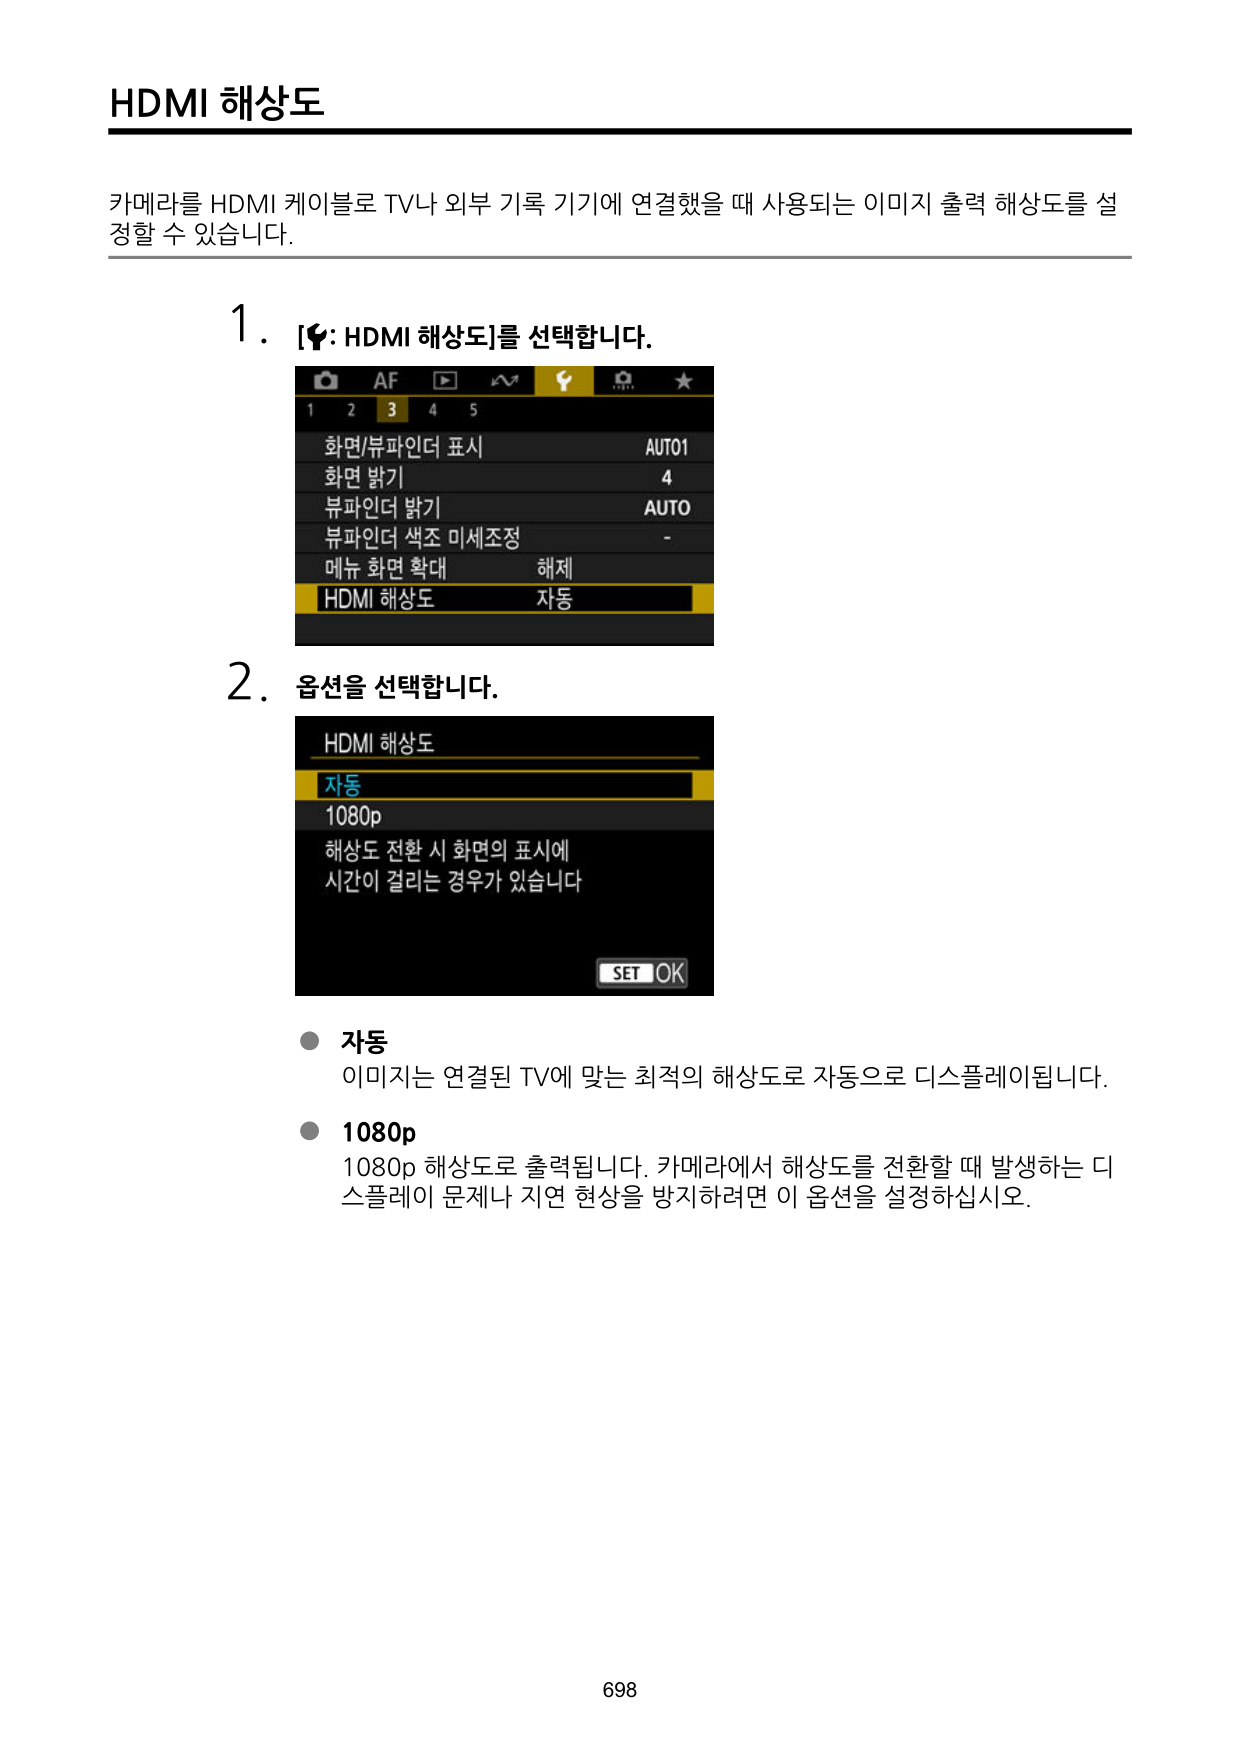 HDMI 해상도
카메라를 HDMI 케이블로 TV나 외부 기록 기기에 연결했을 때 사용되는 이미지 출력 해상도를 설
정할 수 있습니다.
1. [: HDMI 해상도]를 선택합니다.
AF
1 2 3 4 5
화면/뷰파인더 표시 AUTO1
화면 밝기 4
뷰파인더 밝기 AUTO
뷰파인더 색조 미세조정 -
메뉴 화면 확대 해제
HDMI 해상도 자동
2. 옵션을 선택합니다.
HDMI 해상도
자동
1080p
해상도 전환 시 화면의 표시에
시간이 걸리는 경우가 있습니다
SET OK
● 자동
이미지는 연결된 TV에 맞는 최적의 해상도로 자동으로 디스플레이됩니다.
● 1080p
1080p 해상도로 출력됩니다. 카메라에서 해상도를 전환할 때 발생하는 디
스플레이 문제나 지연 현상을 방지하려면 이 옵션을 설정하십시오.
698